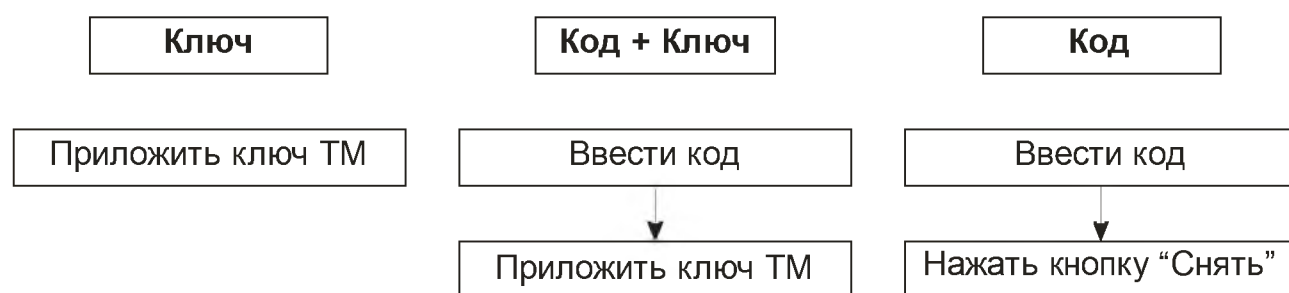 Ключ
Код + Ключ
Код
Приложить ключ ТМ
Ввести код
Ввести код
Приложить ключ ТМ
Нажать кнопку “Снять”